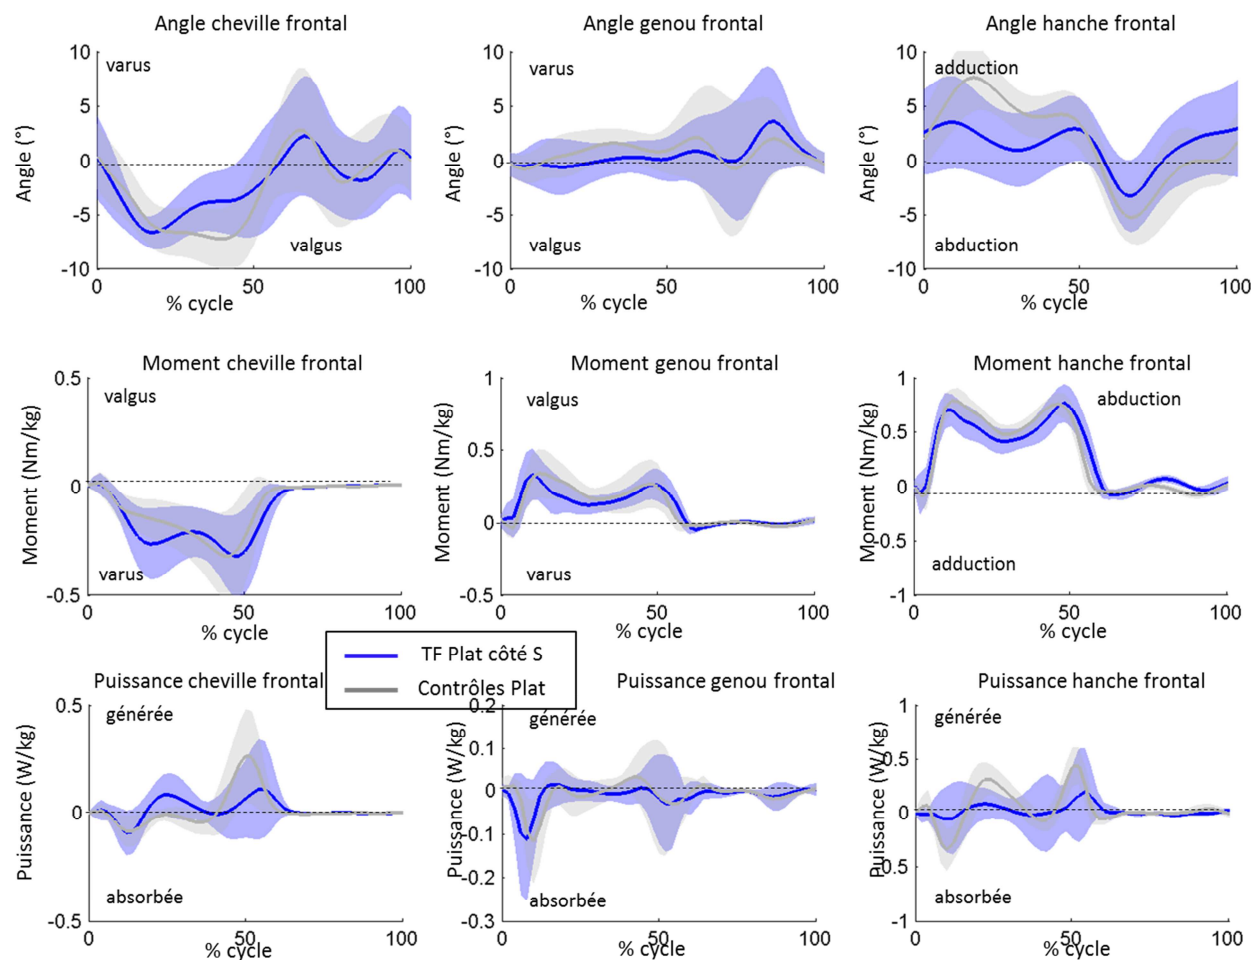 Angle cheville frontal
Angle genou frontal
Angle hanche frontal
10
5
0
-5
-10
Angle (°)
varus
valgus
0
50
100
% cycle
10
5
0
-5
-10
Angle (°)
varus
valgus
0
50
100
% cycle
10
5
0
-5
-10
Angle (°)
adduction
abduction
0
50
100
% cycle
Moment cheville frontal
Moment genou frontal
Moment hanche frontal
0.5
0
-0.5
Moment (Nm/kg)
valgus
varus
0
100
% cycle
1
0.5
0
-0.5
Moment (Nm/kg)
valgus
varus
0
50
100
% cycle
1
0.5
0
-0.5
-1
Moment (Nm/kg)
abduction
adduction
0
50
100
% cycle
TF Plat côté S
Contrôles Plat
Puissance cheville frontal
Puissance genou frontal
Puissance hanche frontal
0.5
0
-0.5
Puissance (W/kg)
générée
absorbée
0
50
100
% cycle
0.2
0.1
0
-0.1
-0.2
-0.3
Puissance (W/kg)
générée
absorbée
0
50
100
% cycle
1
0.5
0
-0.5
-1
Puissance (W/kg)
générée
absorbée
0
50
100
% cycle